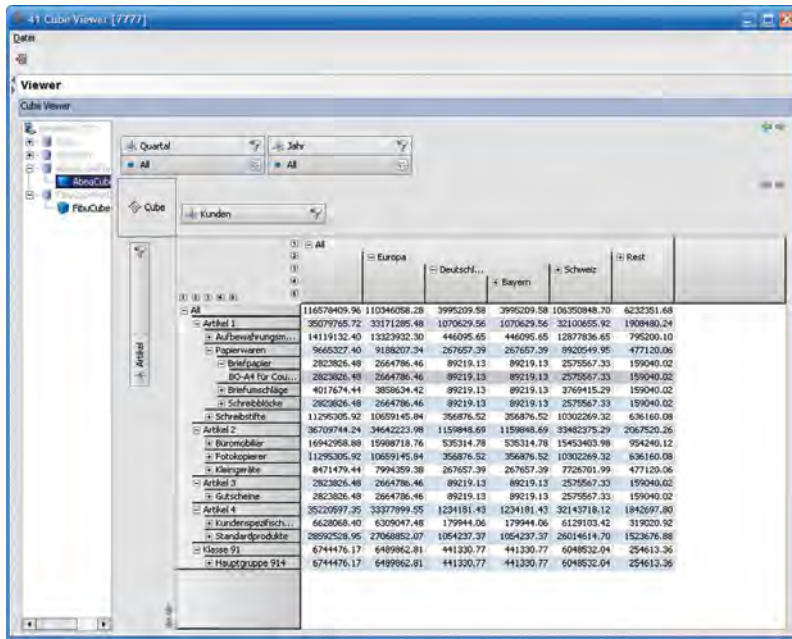 41 Cube Viewer [7777]
Datei
Viewer
Cube Viewer
Quartal Jahr
All All
AbnaCube
FibuCube
Cube
Kunden
Artikel
All
Europa Rest
Deutschl... Schweiz
Bayern
All 116578409.96 110346058.28 3995209.58 3995209.58 106350848.70 6232351.68
Artikel 1 35079765.72 33171285.48 1070629.56 1070629.56 32100655.92 1908480.24
Aufbewahrungsm... 14119132.40 13323932.30 446095.65 446095.65 12877836.65 795200.10
Papierwaren 9665327.40 9188207.34 267657.39 267657.39 8920549.95 477120.06
Briefpapier 2823826.48 2664786.46 89219.13 89219.13 2575567.33 159040.02
BO-A4 für Cou... 2823826.48 2664786.46 89219.13 89219.13 2575567.33 159040.02
Briefumschläge 4017674.44 3858634.42 89219.13 89219.13 3769415.29 159040.02
Schreibblöcke 2823826.48 2664786.46 89219.13 89219.13 2575567.33 159040.02
Schreibstifte 11295305.92 10659145.84 356876.52 356876.52 10302269.32 636160.08
Artikel 2 36709744.24 34642223.98 1159848.69 1159848.69 33482375.29 2067520.26
Büromobiliar 16942958.88 15988718.76 535314.78 535314.78 15453403.98 954240.12
Fotokopierer 11295305.92 10659145.84 356876.52 356876.52 10302269.32 636160.08
Kleingeräte 8471479.44 7994359.38 267657.39 267657.39 7726701.99 477120.06
Artikel 3 2823826.48 2664786.46 89219.13 89219.13 2575567.33 159040.02
Gutscheine 2823826.48 2664786.46 89219.13 89219.13 2575567.33 159040.02
Artikel 4 35220597.35 33377899.55 1234181.43 1234181.43 32143718.12 1842697.80
Kundenspezifisch... 6628068.40 6309047.48 179944.06 179944.06 6129103.42 319020.92
Standardprodukte 28592528.95 27068852.07 1054237.37 1054237.37 26014614.70 1523676.88
Klasse 91 6744476.17 6489862.81 441330.77 441330.77 6048532.04 254613.36
Hauptgruppe 914 6744476.17 6489862.81 441330.77 441330.77 6048532.04 254613.36